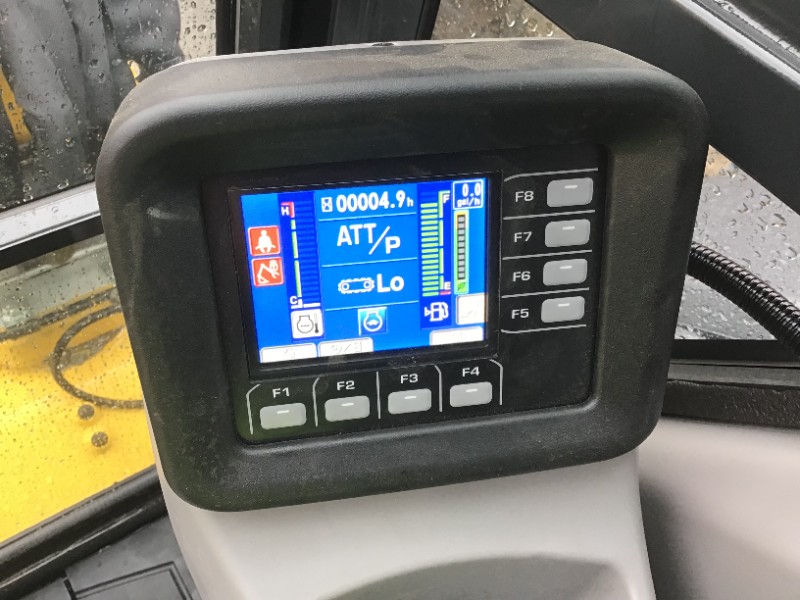 00004.9h
0.0
gal/h
H
F
ATT/P
Lo
C
E
F8
F7
F6
F5
F1
F2
F3
F4